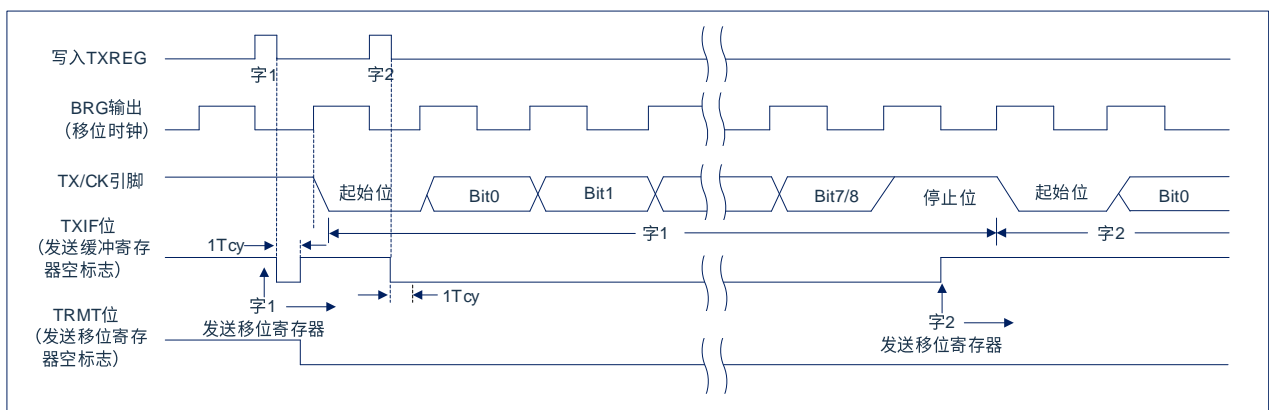 写入TXREG
字1
字2
BRG输出
（移位时钟）
TX/CK引脚
起始位
Bit0
Bit1
Bit7/8
停止位
起始位
Bit0
TXIF位
（发送缓冲寄存
器空标志）
1Tcy
字1
字2
1Tcy
字1
发送移位寄存器
字2
发送移位寄存器
TRMT位
（发送移位寄存
器空标志）